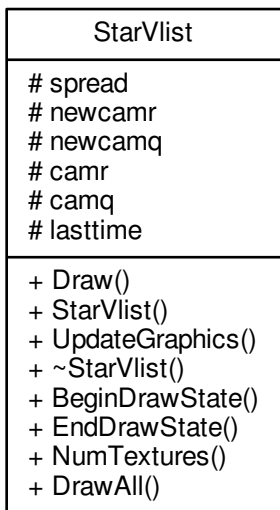 StarVlist
# spread
# newcamr
# newcamq
# camr
# camq
# lasttime
+ Draw()
+ StarVlist()
+ UpdateGraphics()
+ ~StarVlist()
+ BeginDrawState()
+ EndDrawState()
+ NumTextures()
+ DrawAll()